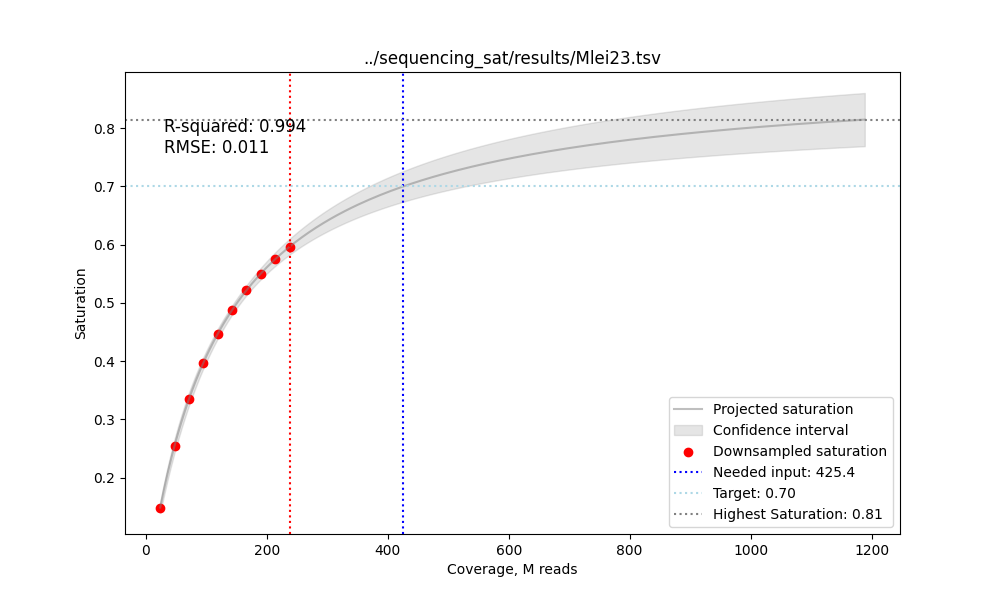 ../sequencing_sat/results/Mlei23.tsv
R-squared: 0.994
RMSE: 0.011
0.8
0.7
0.6
0.5
0.4
0.3
0.2
Saturation
Projected saturation
Confidence interval
Downsampled saturation
Needed input: 425.4
Target: 0.70
Highest Saturation: 0.81
0 200 400 600 800 1000 1200
Coverage, M reads